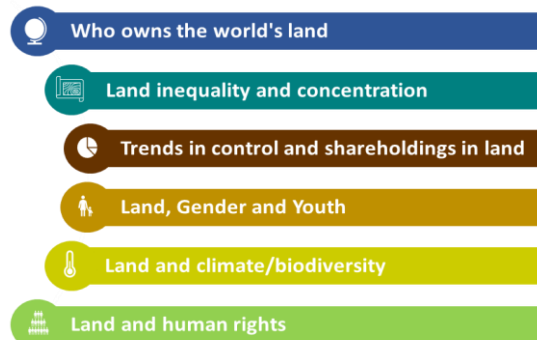 Who owns the world's land
Land inequality and concentration
Trends in control and shareholdings in land
Land, Gender and Youth
Land and climate/biodiversity
Land and human rights